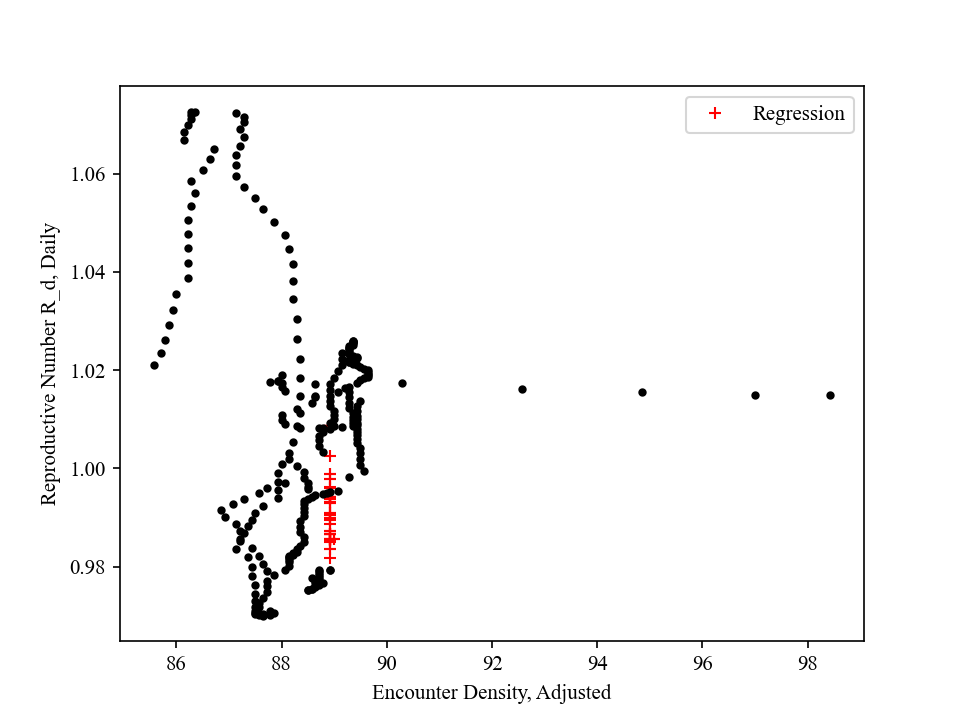 Regression
1.06
1.04
1.02
1.00
0.98
Reproductive Number R_d, Daily
86 88 90 92 94 96 98
Encounter Density, Adjusted